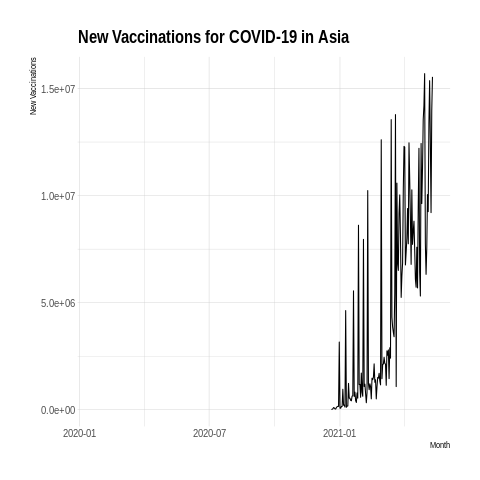 New Vaccinations for COVID-19 in Asia
New Vaccinations
1.5e+07
1.0e+07
5.0e+06
0.0e+00
2020-01
2020-07
2021-01
Month